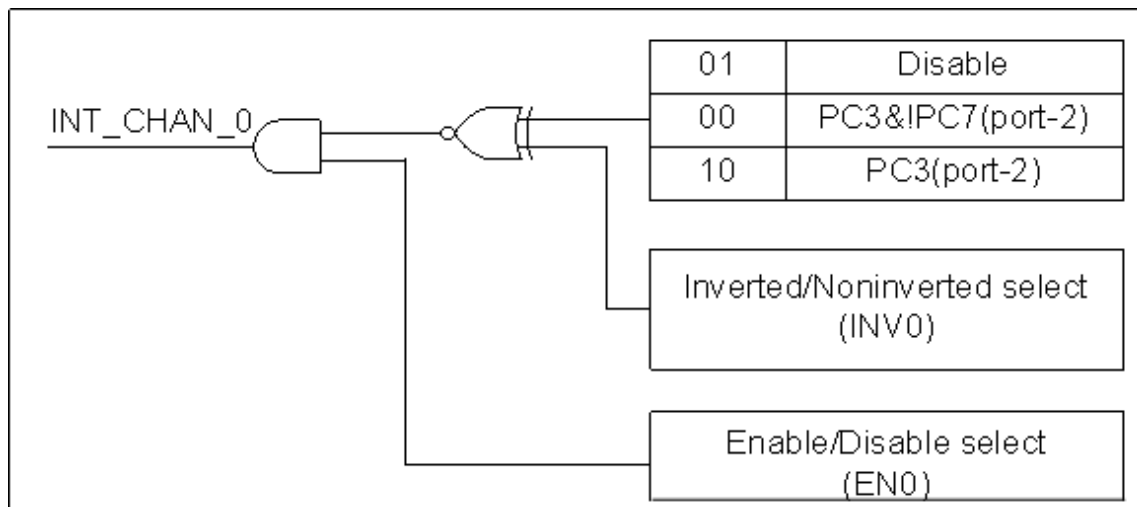 INT_CHAN_0
01 Disable
00 PC3&!PC7(port-2)
10 PC3(port-2)
Inverted/Noninverted select
(INV0)
Enable/Disable select
(EN0)